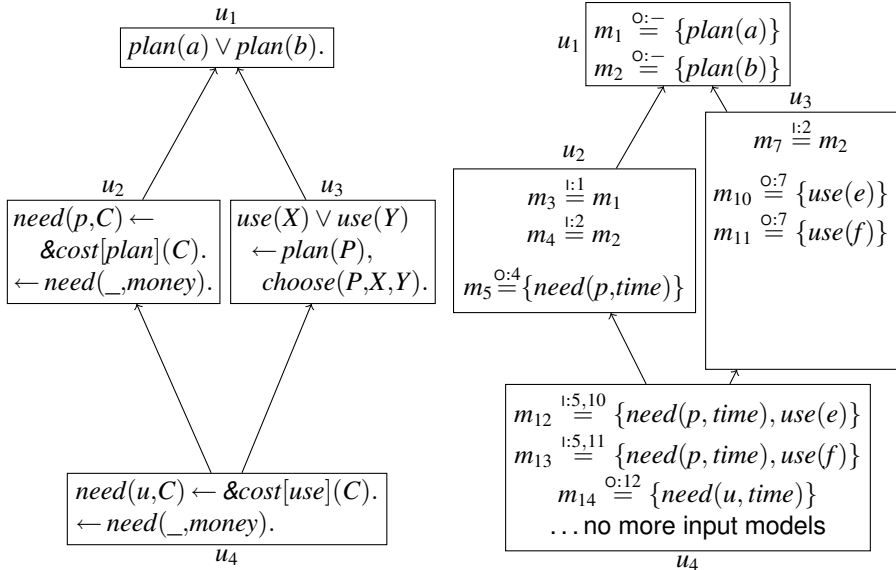 u1
plan(a) ∨ plan(b).
u2
need(p,C) ←
&cost[plan](C).
← need(_,money).
u3
use(X) ∨ use(Y)
← plan(P),
choose(P,X,Y).
need(u,C) ← &cost[use](C).
← need(_,money).
u4
u1
m1 O:−= {plan(a)}
m2 O:−= {plan(b)}
u2
m3 I:1= m1
m4 I:2= m2
m5 O:4= {need(p,time)}
u3
m7 I:2= m2
m10 O:7= {use(e)}
m11 O:7= {use(f)}
m12 I:5,10= {need(p, time), use(e)}
m13 I:5,11= {need(p, time), use(f)}
m14 O:12= {need(u, time)}
...no more input models
u4